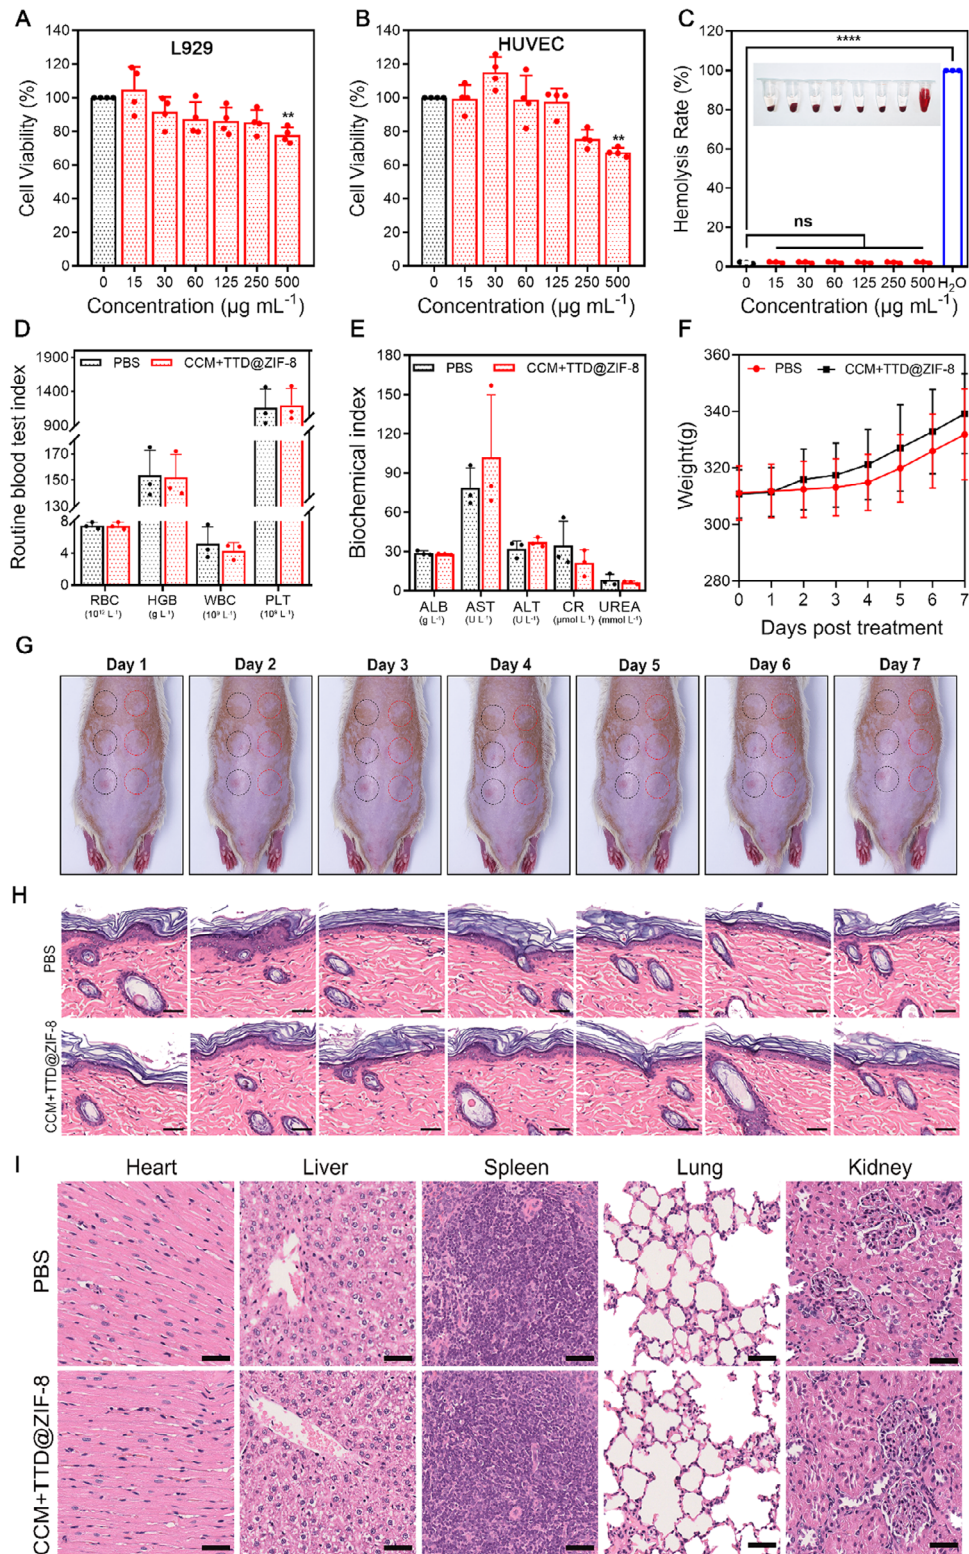 A
140
120
100
80
60
40
20
0
Cell Viability (%)
L929
**
0 15 30 60 125 250 500
Concentration (μg mL⁻¹)
B
140
120
100
80
60
40
20
0
Cell Viability (%)
HUVEC
**
0 15 30 60 125 250 500
Concentration (μg mL⁻¹)
C
120
100
80
60
40
20
0
Hemolysis Rate (%)
****
ns
0 15 30 60 125 250 500 H₂O
Concentration (μg mL⁻¹)
D
1900
1400
900
170
150
130
8
4
0
Routine blood test index
PBS CCM+TTD@ZIF-8
RBC HGB WBC PLT
(10¹² L⁻¹) (g L⁻¹) (10⁹ L⁻¹) (10⁹ L⁻¹)
E
180
150
120
90
60
30
0
Biochemical index
PBS CCM+TTD@ZIF-8
ALB AST ALT CR UREA
(g L⁻¹) (U L⁻¹) (U L⁻¹) (μmol L⁻¹) (mmol L⁻¹)
F
360
340
320
300
280
Weight(g)
PBS CCM+TTD@ZIF-8
0 1 2 3 4 5 6 7
Days post treatment
G
Day 1 Day 2 Day 3 Day 4 Day 5 Day 6 Day 7
H
PBS
CCM+TTD@ZIF-8
I
Heart Liver Spleen Lung Kidney
PBS
CCM+TTD@ZIF-8